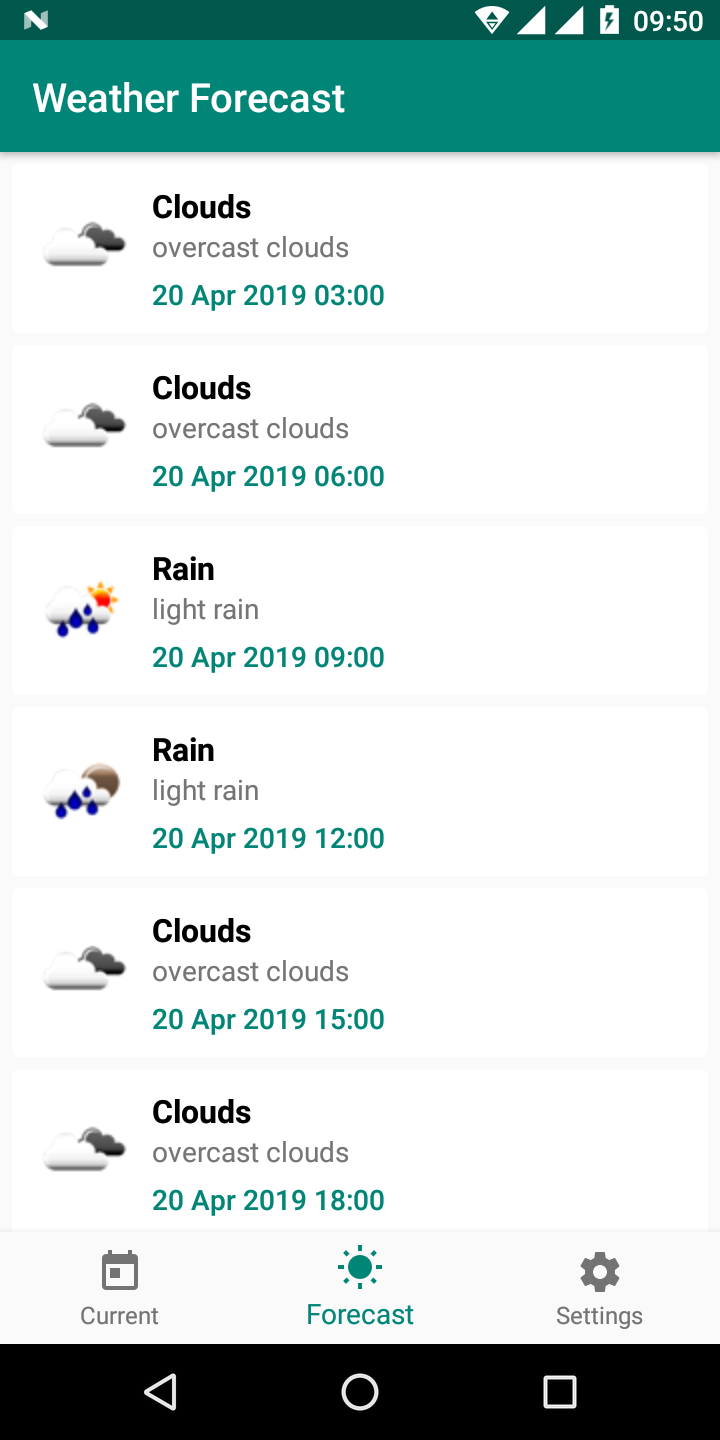 09:50
Weather Forecast
Clouds
overcast clouds
20 Apr 2019 03:00
Clouds
overcast clouds
20 Apr 2019 06:00
Rain
light rain
20 Apr 2019 09:00
Rain
light rain
20 Apr 2019 12:00
Clouds
overcast clouds
20 Apr 2019 15:00
Clouds
overcast clouds
20 Apr 2019 18:00
Current
Forecast
Settings